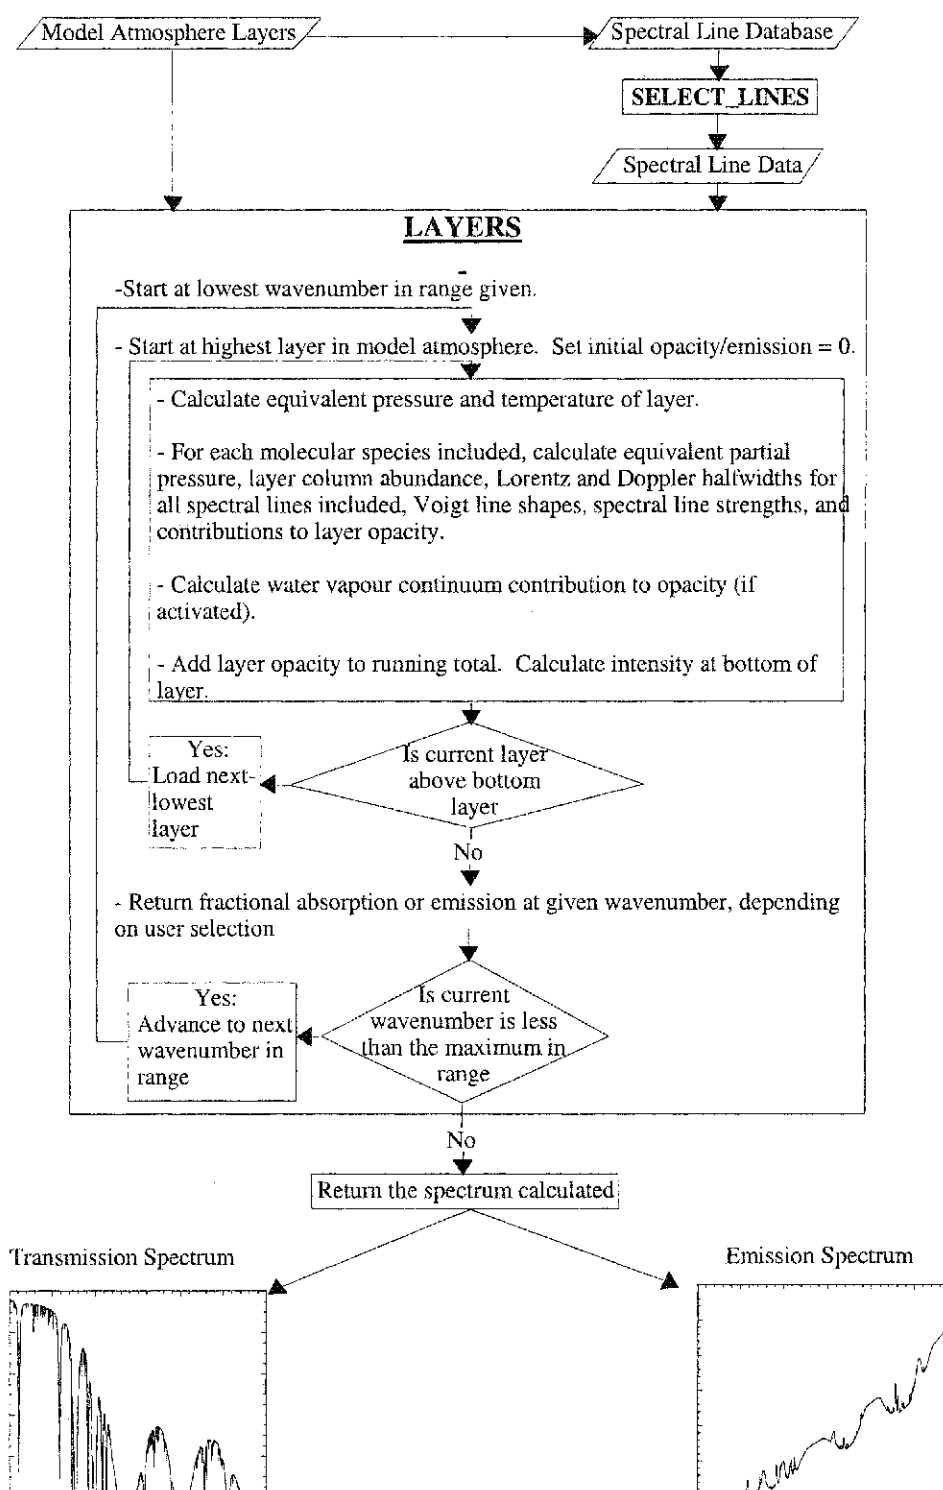 Model Atmosphere Layers
Spectral Line Database
SELECT_LINES
Spectral Line Data
LAYERS
-Start at lowest wavenumber in range given.
- Start at highest layer in model atmosphere. Set initial opacity/emission = 0.
- Calculate equivalent pressure and temperature of layer.
- For each molecular species included, calculate equivalent partial
pressure, layer column abundance, Lorentz and Doppler halfwidths for
all spectral lines included, Voigt line shapes, spectral line strengths, and
contributions to layer opacity.
- Calculate water vapour continuum contribution to opacity (if
activated).
- Add layer opacity to running total. Calculate intensity at bottom of
layer.
Is current layer
above bottom
layer
Yes:
Load next-
lowest
layer
No
- Return fractional absorption or emission at given wavenumber, depending
on user selection
Is current
wavenumber is less
than the maximum in
range
Yes:
Advance to next
wavenumber in
range
No
Return the spectrum calculated
Transmission Spectrum
Emission Spectrum